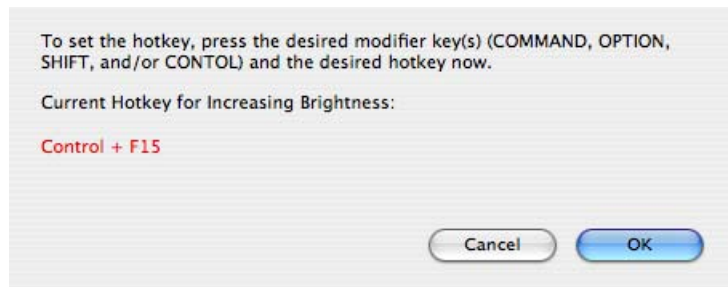 To set the hotkey, press the desired modifier key(s) (COMMAND, OPTION,
SHIFT, and/or CONTOL) and the desired hotkey now.
Current Hotkey for Increasing Brightness:
Control + F15
Cancel OK